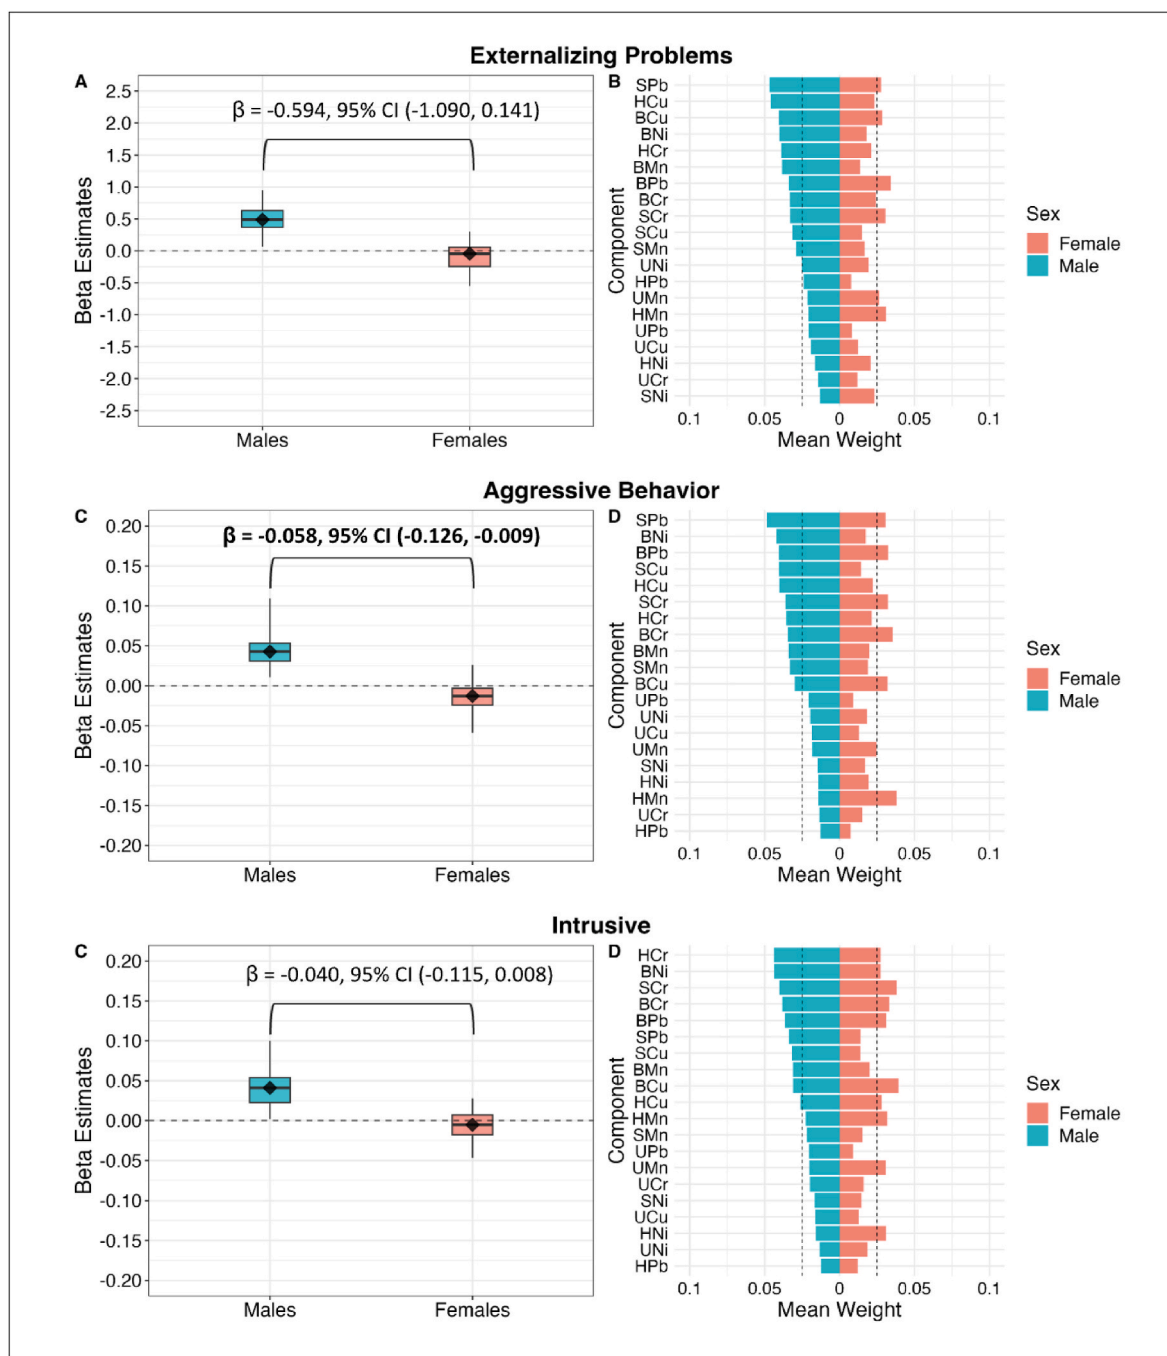 Externalizing Problems
A
β = -0.594, 95% CI (-1.090, 0.141)
Beta Estimates
2.5
2.0
1.5
1.0
0.5
0.0
-0.5
-1.0
-1.5
-2.0
-2.5
Males Females
B
Component
SPb
HCu
BCu
BNi
HCr
BMn
BPb
BCr
SCr
SCu
SMn
UNi
HPb
UMn
HMn
UPb
UCu
HNi
UCr
SNi
0.1 0.05 0 0.05 0.1
Mean Weight
Sex
Female
Male
Aggressive Behavior
C
β = -0.058, 95% CI (-0.126, -0.009)
Beta Estimates
0.20
0.15
0.10
0.05
0.00
-0.05
-0.10
-0.15
-0.20
Males Females
D
Component
SPb
BNi
BPb
SCu
HCu
SCr
HCr
BCr
BMn
SMn
BCu
UPb
UNi
UCu
UMn
SNi
HNi
HMn
UCr
HPb
0.1 0.05 0 0.05 0.1
Mean Weight
Sex
Female
Male
Intrusive
C
β = -0.040, 95% CI (-0.115, 0.008)
Beta Estimates
0.20
0.15
0.10
0.05
0.00
-0.05
-0.10
-0.15
-0.20
Males Females
D
Component
HCr
BNi
SCr
BCr
BPb
SPb
SCu
BMn
BCu
HCu
HMn
SMn
UPb
UMn
UCr
SNi
UCu
HNi
UNi
HPb
0.1 0.05 0 0.05 0.1
Mean Weight
Sex
Female
Male